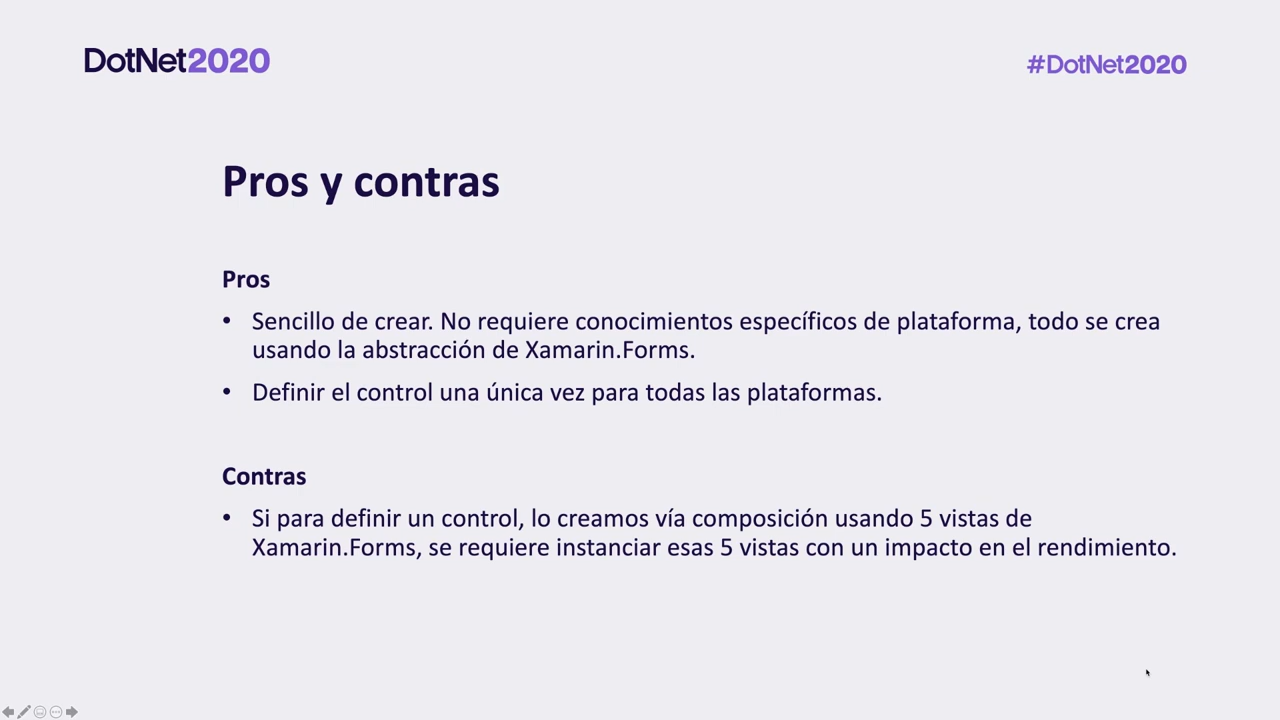 DotNet2020
#DotNet2020
Pros y contras
Pros
• Sencillo de crear. No requiere conocimientos específicos de plataforma, todo se crea
usando la abstracción de Xamarin.Forms.
• Definir el control una única vez para todas las plataformas.
Contras
• Si para definir un control, lo creamos vía composición usando 5 vistas de
Xamarin.Forms, se requiere instanciar esas 5 vistas con un impacto en el rendimiento.